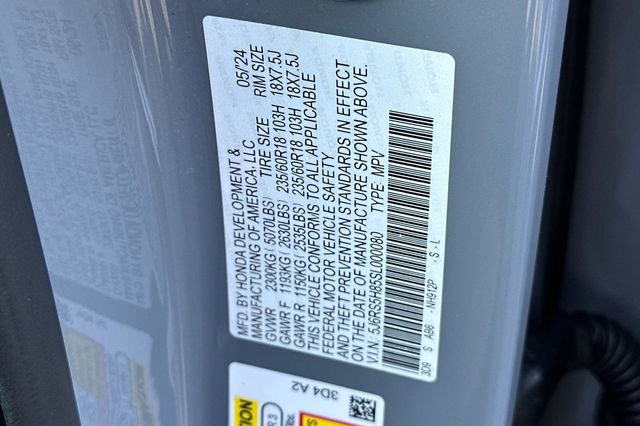 MFD. BY HONDA DEVELOPMENT &
MANUFACTURING OF AMERICA, LLC 05/'24
TIRE SIZE RIM SIZE
GVWR 2300KG (5070LBS)
GAWR F 1193KG (2630LBS) 235/60R18 103H 18X7.5J
GAWR R 1150KG (2535LBS) 235/60R18 103H 18X7.5J
THIS VEHICLE CONFORMS TO ALL APPLICABLE
FEDERAL MOTOR VEHICLE SAFETY
AND THEFT PREVENTION STANDARDS IN EFFECT
ON THE DATE OF MANUFACTURE SHOWN ABOVE.
V.I.N.: 5J0RS5H85SL000080 TYPE: MPV
3D9 S AB6 - NH912P - S - L
3D4 A2